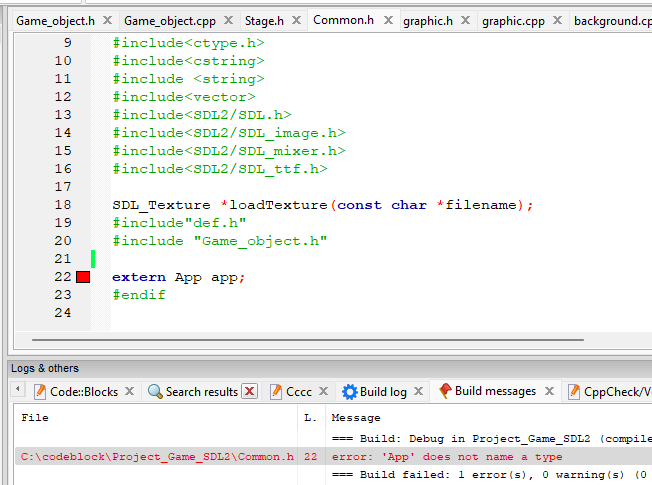 Game_object.h Game_object.cpp Stage.h Common.h graphic.h graphic.cpp background.cp
9 #include<ctype.h>
10 #include<cstring>
11 #include <string>
12 #include<vector>
13 #include<SDL2/SDL.h>
14 #include<SDL2/SDL_image.h>
15 #include<SDL2/SDL_mixer.h>
16 #include<SDL2/SDL_ttf.h>
17
18 SDL_Texture *loadTexture(const char *filename);
19 #include"def.h"
20 #include "Game_object.h"
21
22 extern App app;
23 #endif
24
Logs & others
Code::Blocks Search results Cccc Build log Build messages CppCheck/V
File L. Message
=== Build: Debug in Project_Game_SDL2 (compile
C:\codeblock\Project_Game_SDL2\Common.h 22 error: 'App' does not name a type
=== Build failed: 1 error(s), 0 warning(s) (0